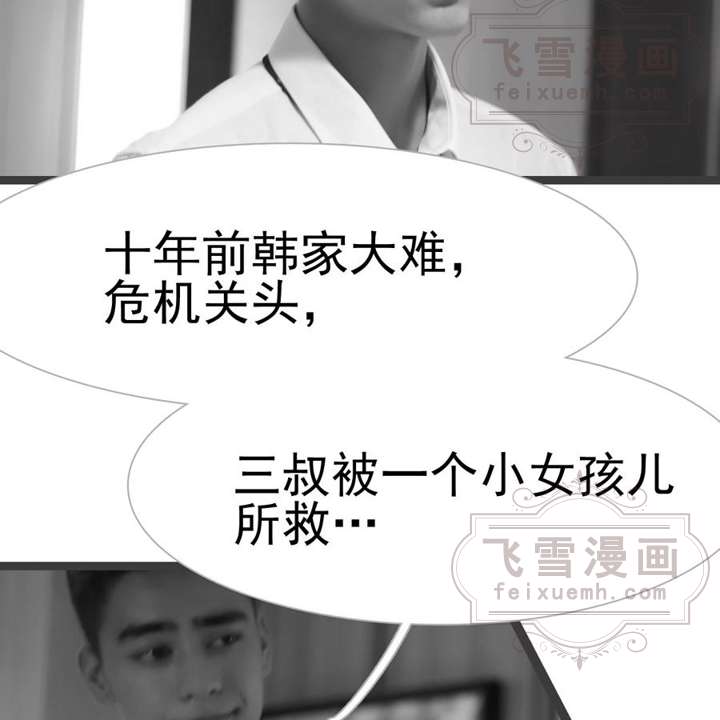 飞雪漫画
feixuemh.com
十年前韩家大难，
危机关头，
三叔被一个小女孩儿
所救…
飞雪漫画
feixuemh.com